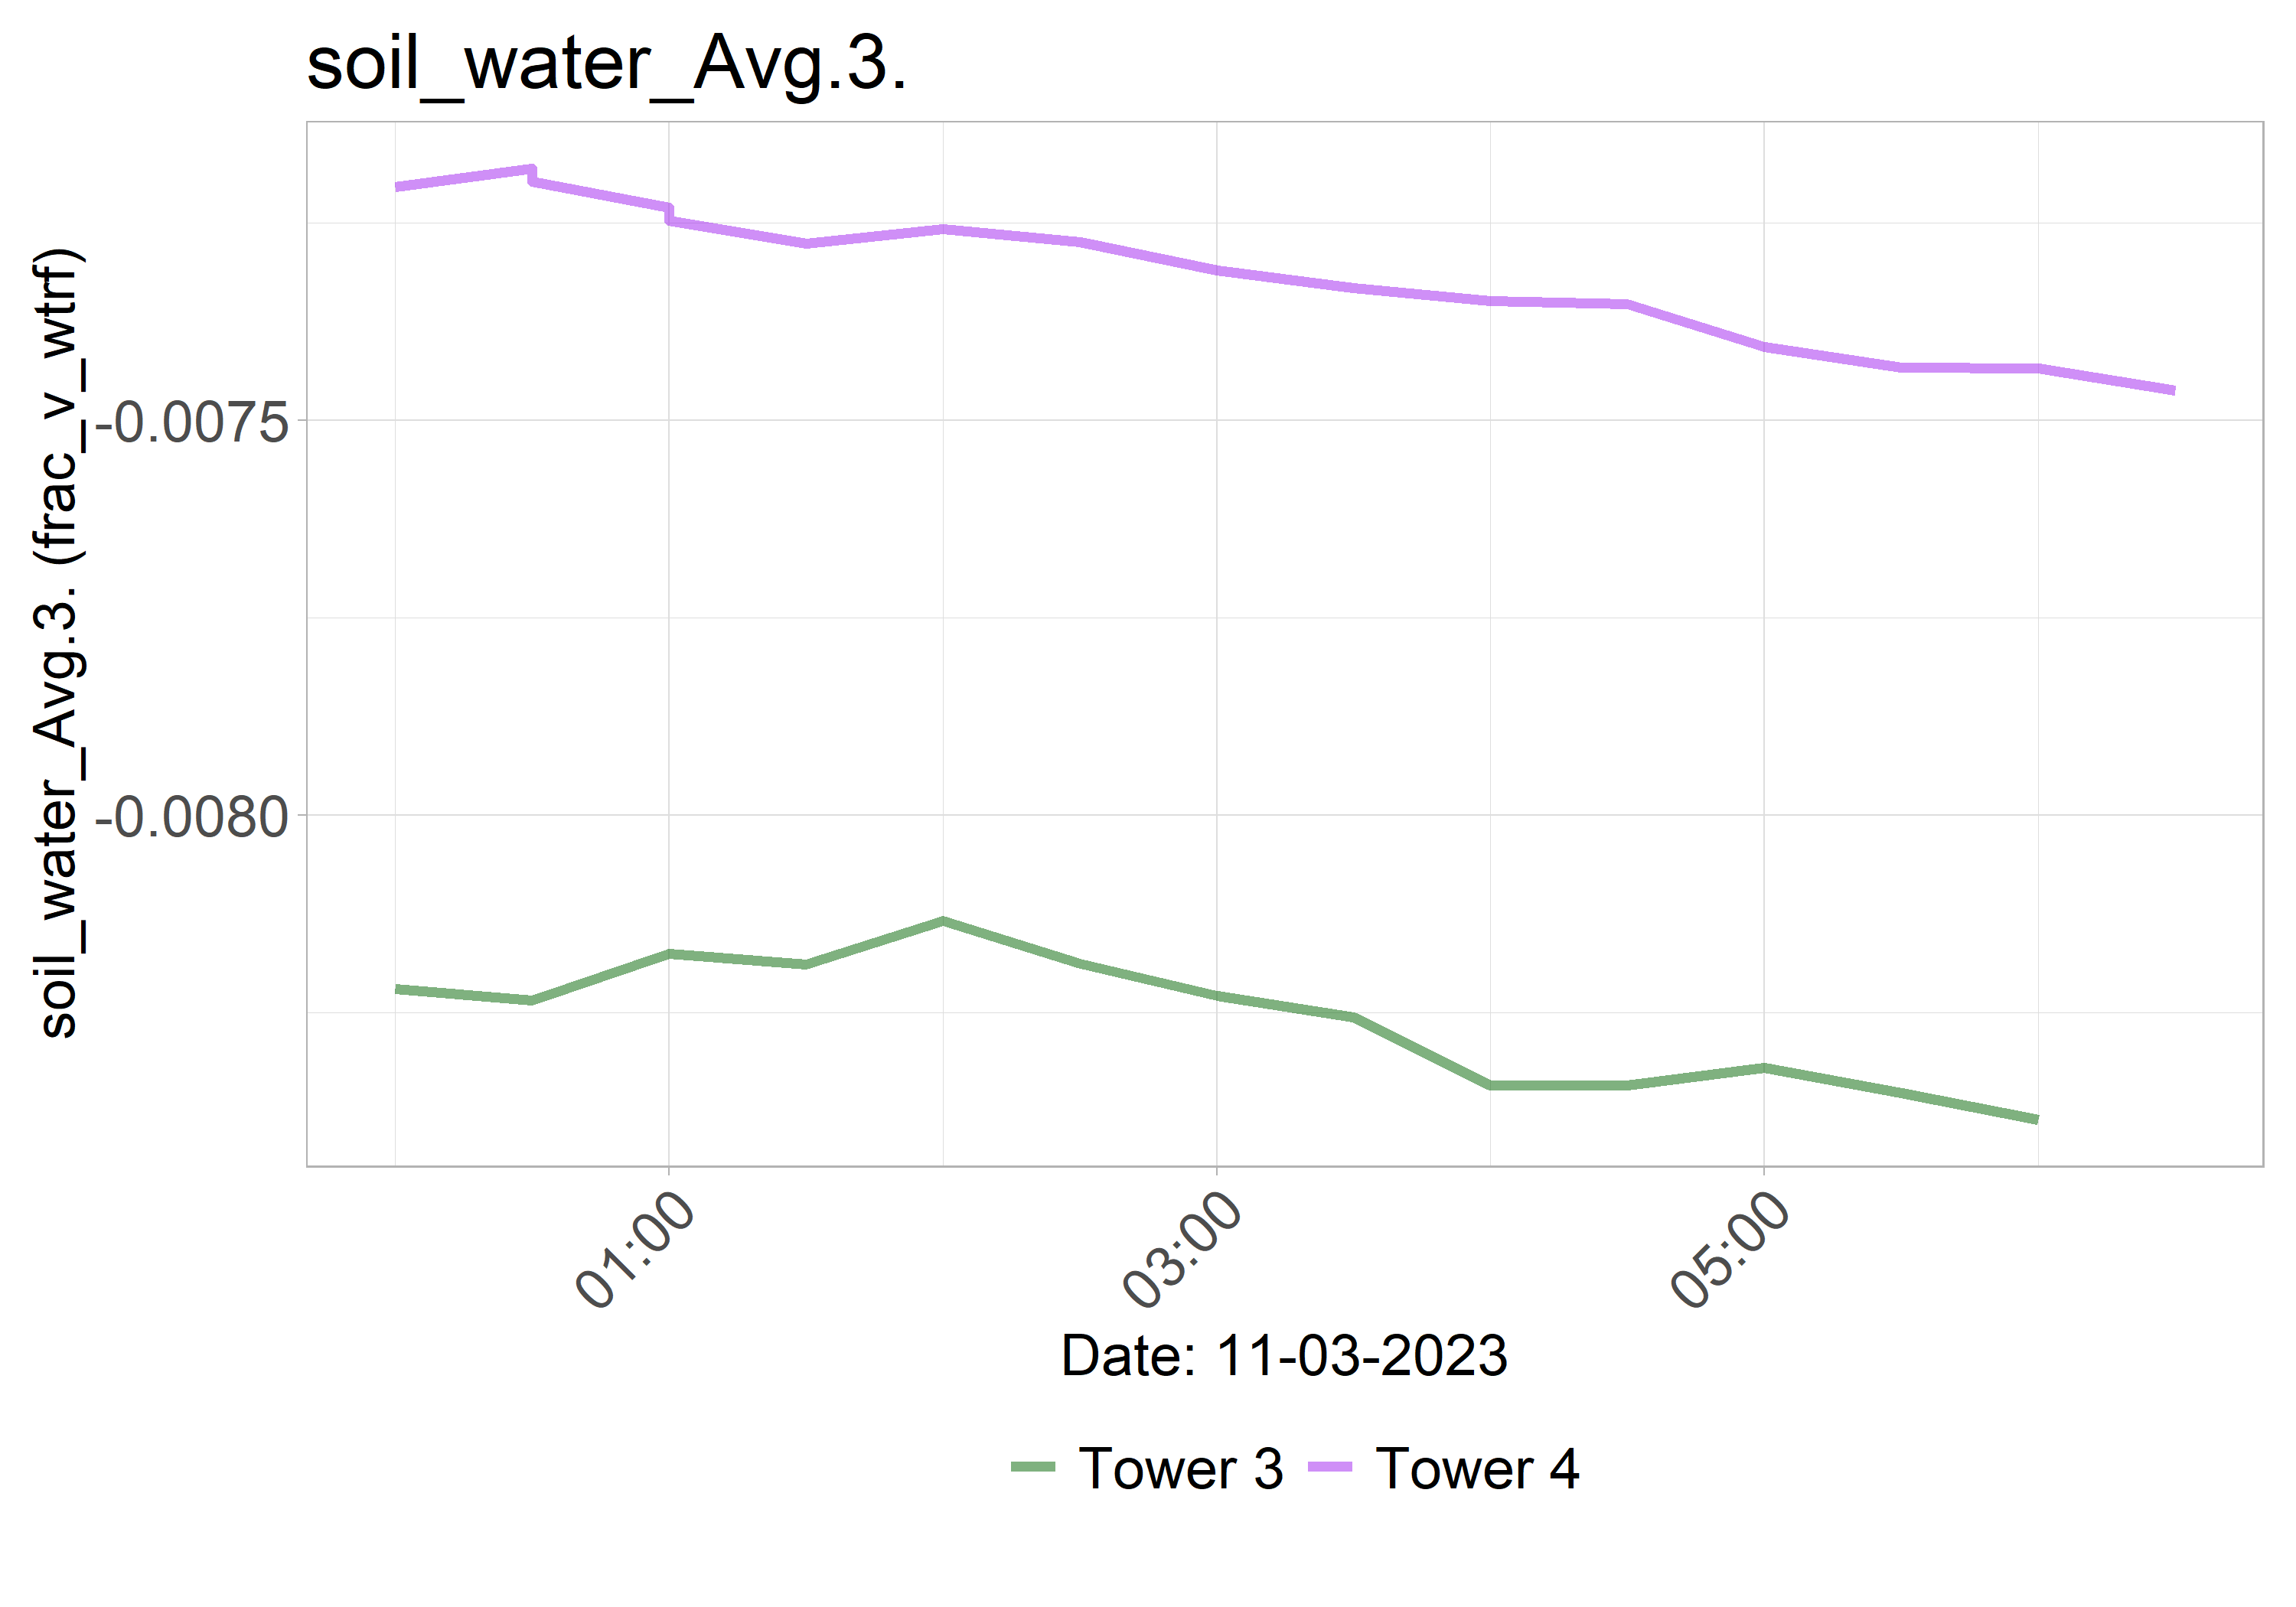 soil_water_Avg.3.
soil_water_Avg.3. (frac_v_wtrf)
-0.0075
-0.0080
01:00
03:00
05:00
Date: 11-03-2023
Tower 3
Tower 4